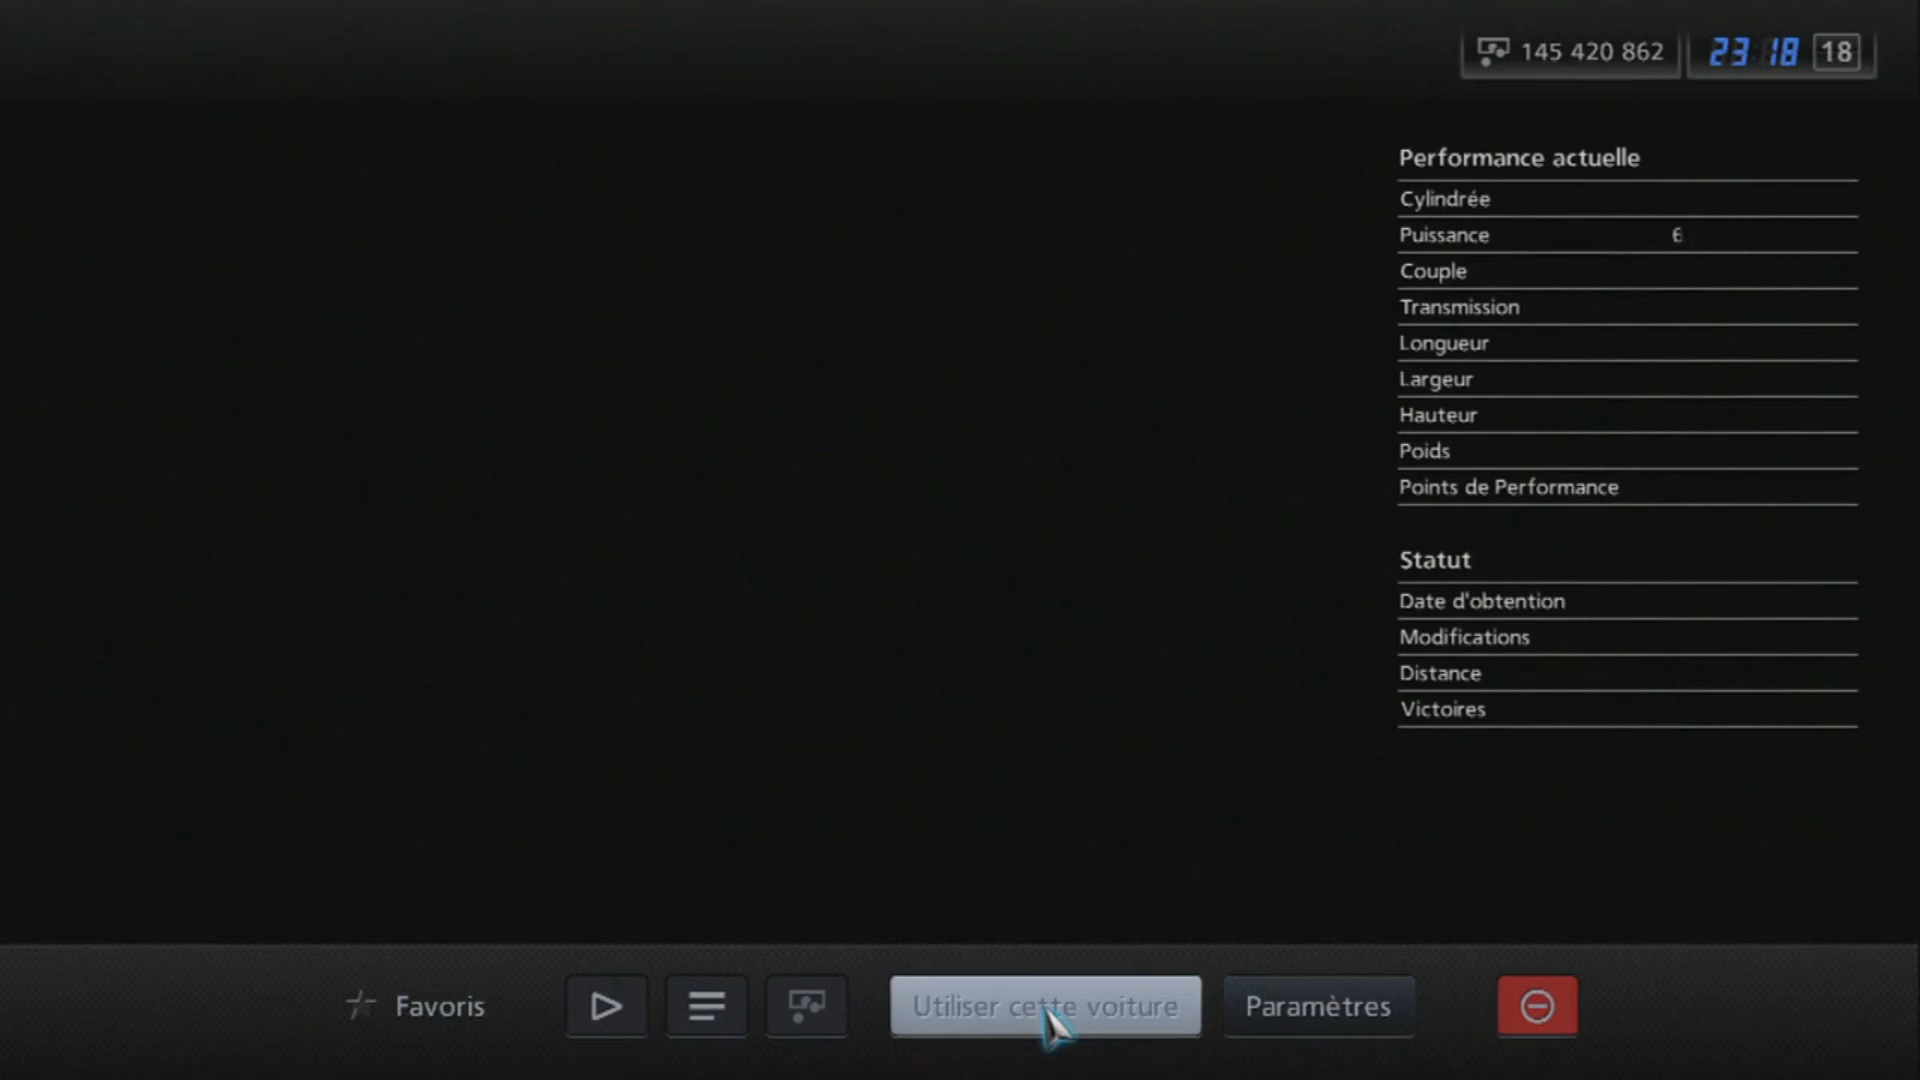 145 420 862
23 18 18
Performance actuelle
Cylindrée
Puissance 6
Couple
Transmission
Longueur
Largeur
Hauteur
Poids
Points de Performance
Statut
Date d'obtention
Modifications
Distance
Victoires
Favoris
Utiliser cette voiture
Paramètres